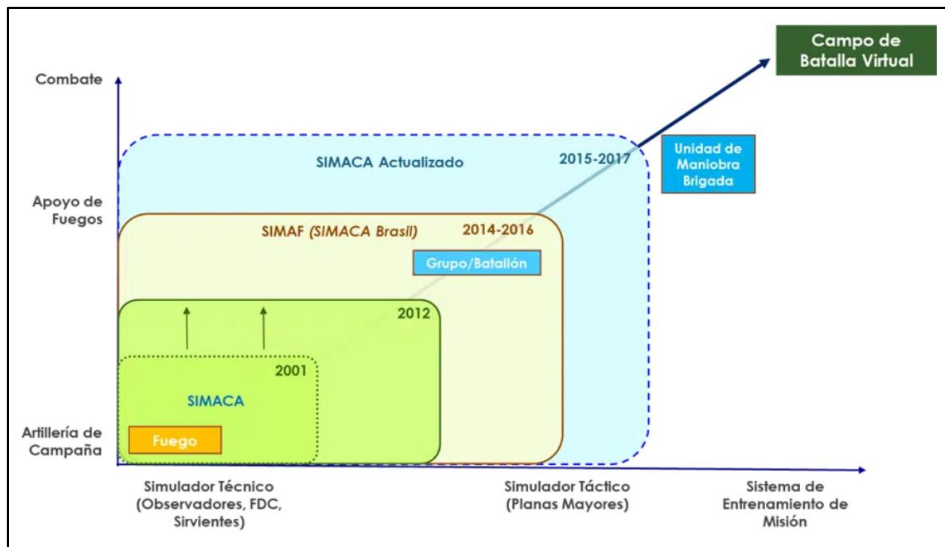 Campo de
Batalla Virtual
Combate
SIMACA Actualizado
2015-2017
Unidad de
Maniobra
Brigada
Apoyo de
Fuegos
SIMAF (SIMACA Brasil)
2014-2016
Grupo/Batallón
2012
2001
SIMACA
Fuego
Artillería de
Campaña
Simulador Técnico
(Observadores, FDC,
Sirvientes)
Simulador Táctico
(Planas Mayores)
Sistema de
Entrenamiento de
Misión